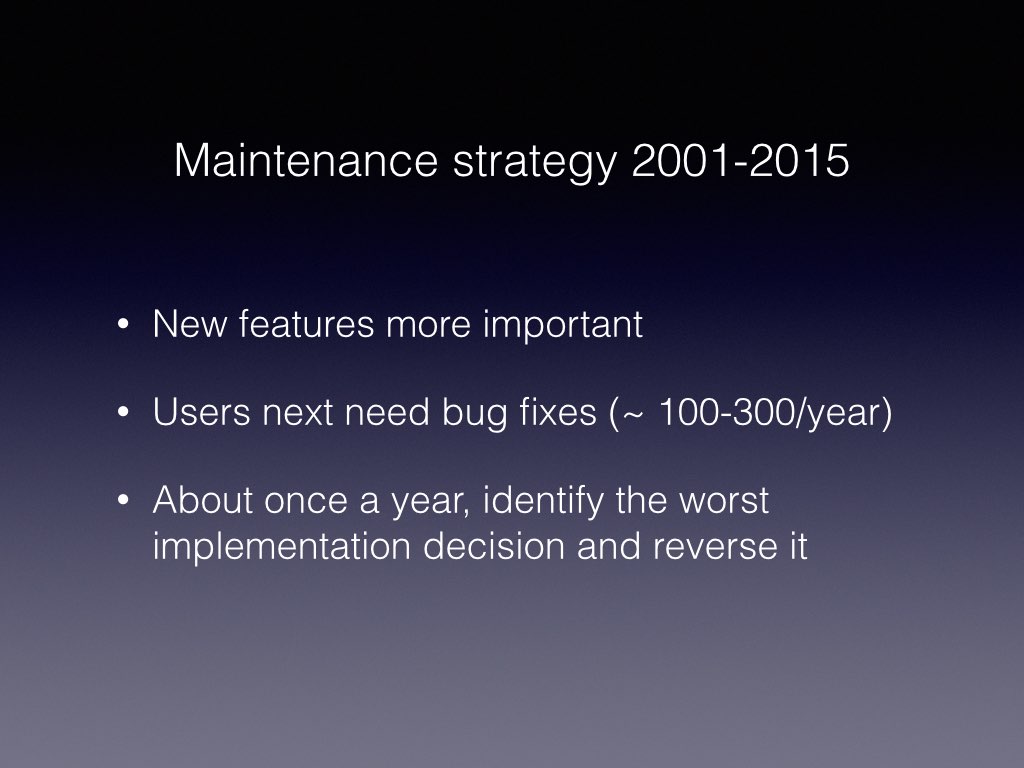 Maintenance strategy 2001-2015
• New features more important
• Users next need bug fixes (~ 100-300/year)
• About once a year, identify the worst
implementation decision and reverse it